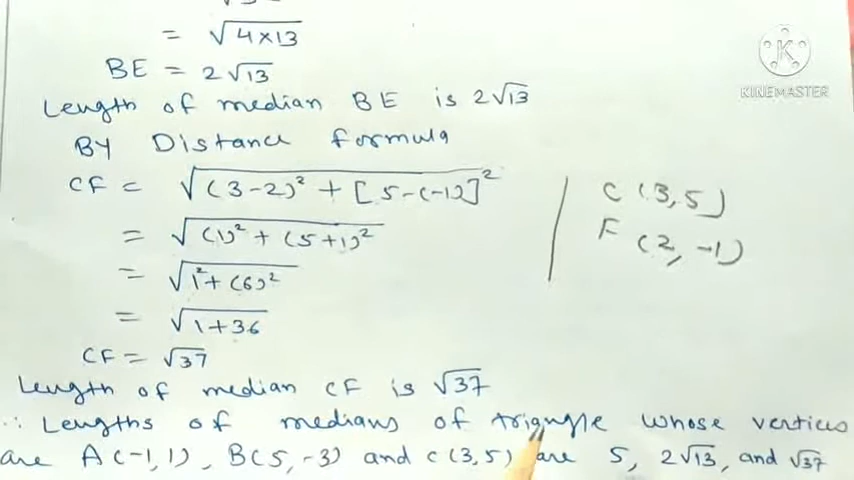 = √4×13
BE = 2√13
Length of median BE is 2√13
By Distance formula
CF = √(3-2)² + [5-(-1)]²
= √(1)² + (5+1)²
= √1² + (6)²
= √1+36
CF = √37
Length of median CF is √37
∴ Lengths of medians of triangle whose vertices
are A(-1,1), B(5,-3) and C(3,5) are 5, 2√13, and √37
C (3,5)
F (2,-1)
K
KINEMASTER